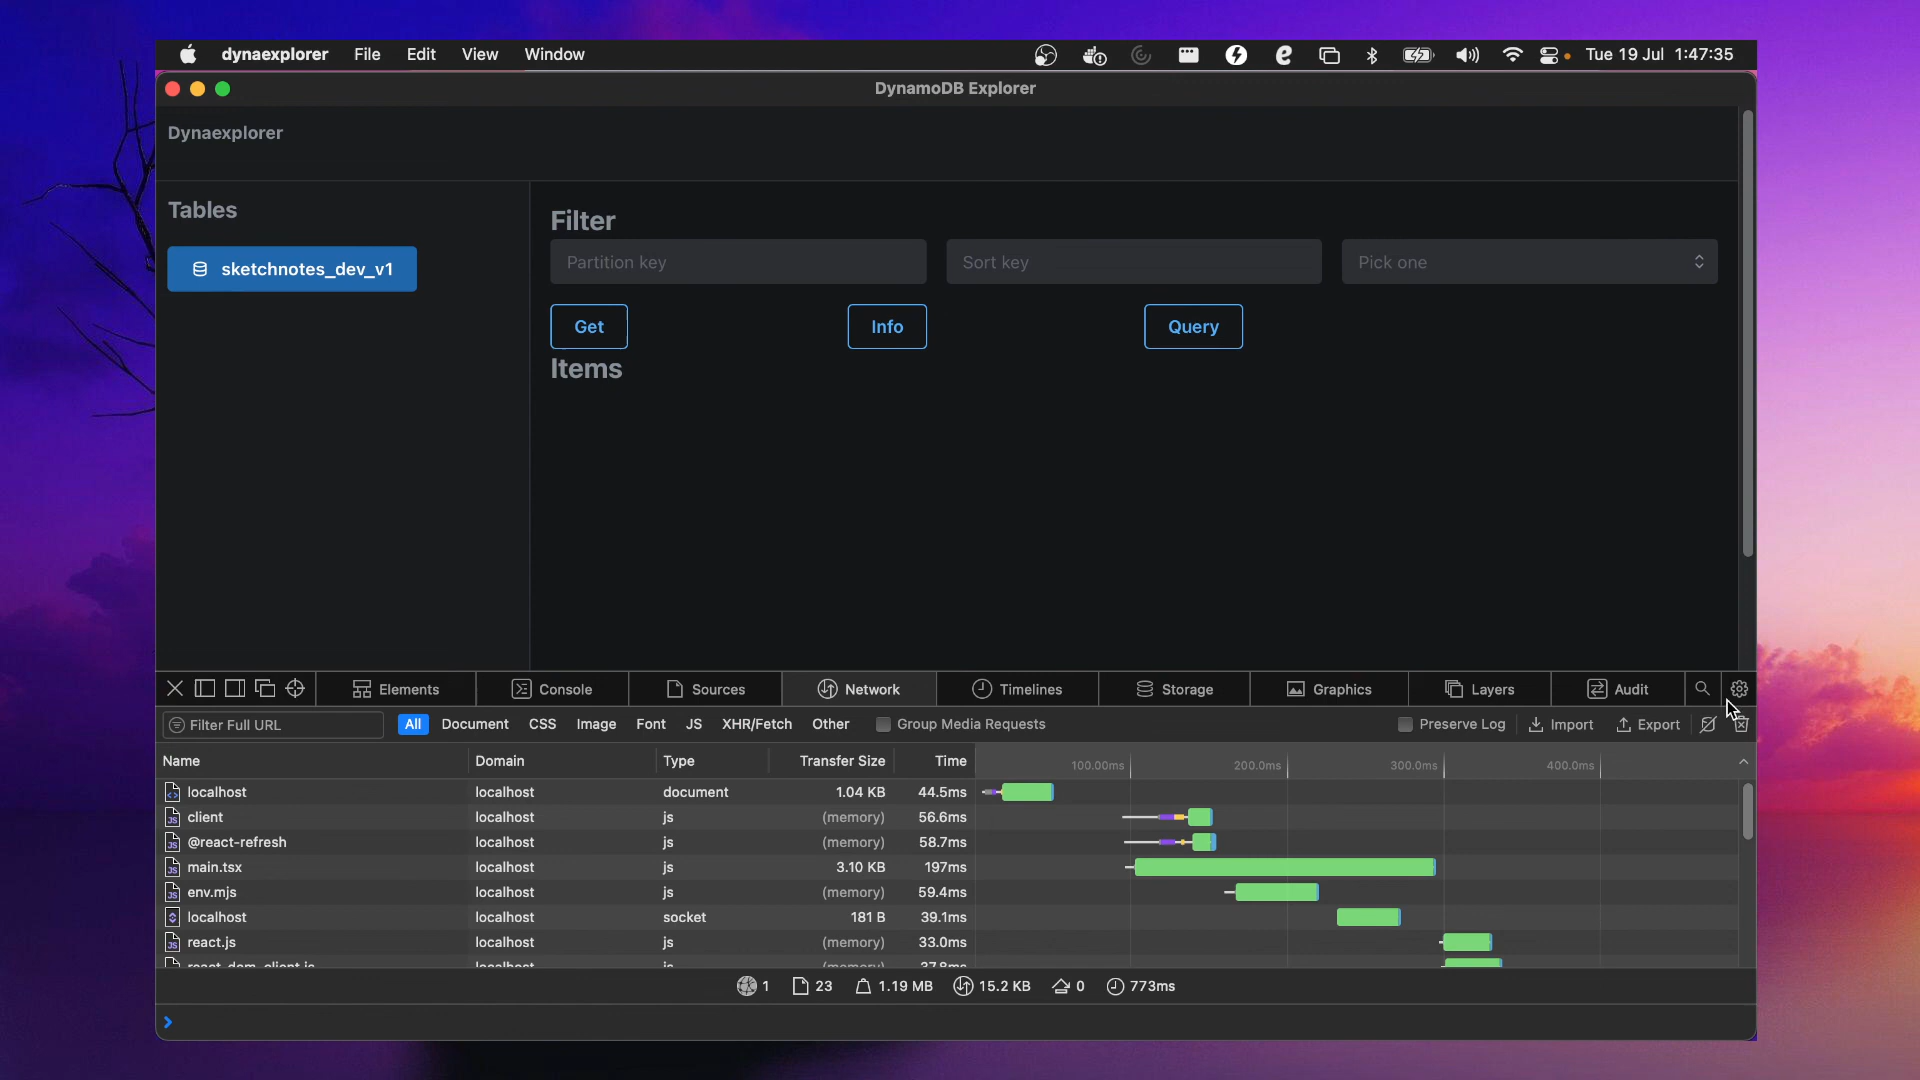 dynaexplorer File Edit View Window Tue 19 Jul 1:47:35
DynamoDB Explorer
Dynaexplorer
Tables
sketchnotes_dev_v1
Filter
Partition key Sort key Pick one
Get Info Query
Items
Elements Console Sources Network Timelines Storage Graphics Layers Audit
Filter Full URL All Document CSS Image Font JS XHR/Fetch Other Group Media Requests Preserve Log Import Export
Name Domain Type Transfer Size Time 100.00ms 200.0ms 300.0ms 400.0ms
localhost localhost document 1.04 KB 44.5ms
client localhost js (memory) 56.6ms
@react-refresh localhost js (memory) 58.7ms
main.tsx localhost js 3.10 KB 197ms
env.mjs localhost js (memory) 59.4ms
localhost localhost socket 181 B 39.1ms
react.js localhost js (memory) 33.0ms
1 23 1.19 MB 15.2 KB 0 773ms